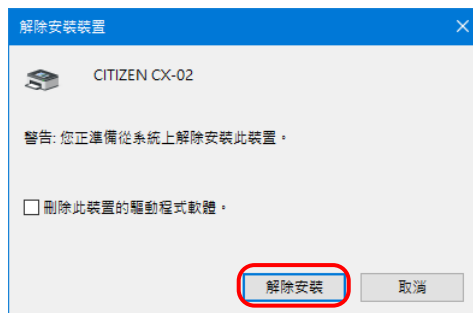 解除安裝裝置
CITIZEN CX-02
警告: 您正準備從系統上解除安裝此裝置。
刪除此裝置的驅動程式軟體。
解除安裝
取消